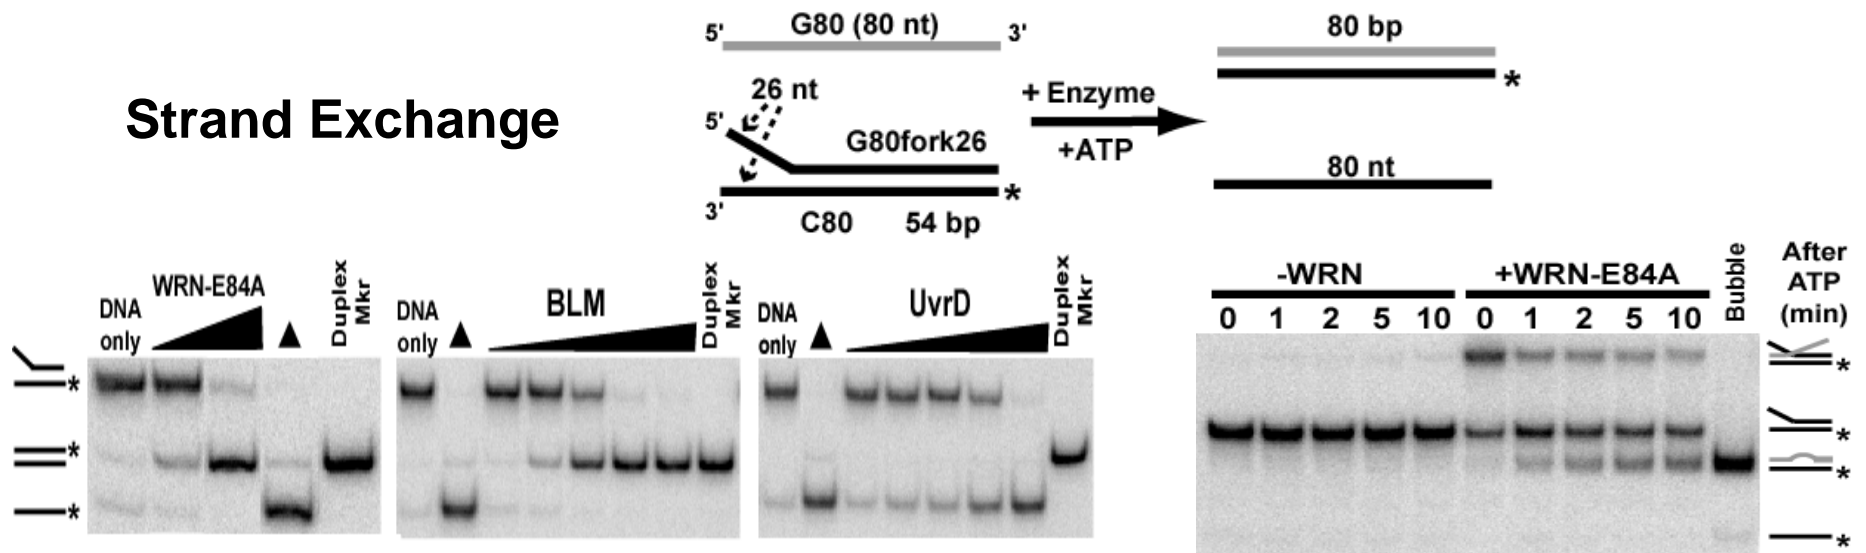 Strand Exchange
5' G80 (80 nt) 3'
26 nt
5'
G80fork26
3'
C80 54 bp
*
+ Enzyme
+ATP
80 bp
*
80 nt
DNA
only
WRN-E84A
Duplex
Mkr
*
*
*
DNA
only
BLM
Duplex
Mkr
DNA
only
UvrD
Duplex
Mkr
-WRN +WRN-E84A
0 1 2 5 10 0 1 2 5 10
Bubble
After
ATP
(min)
*
*
*
*